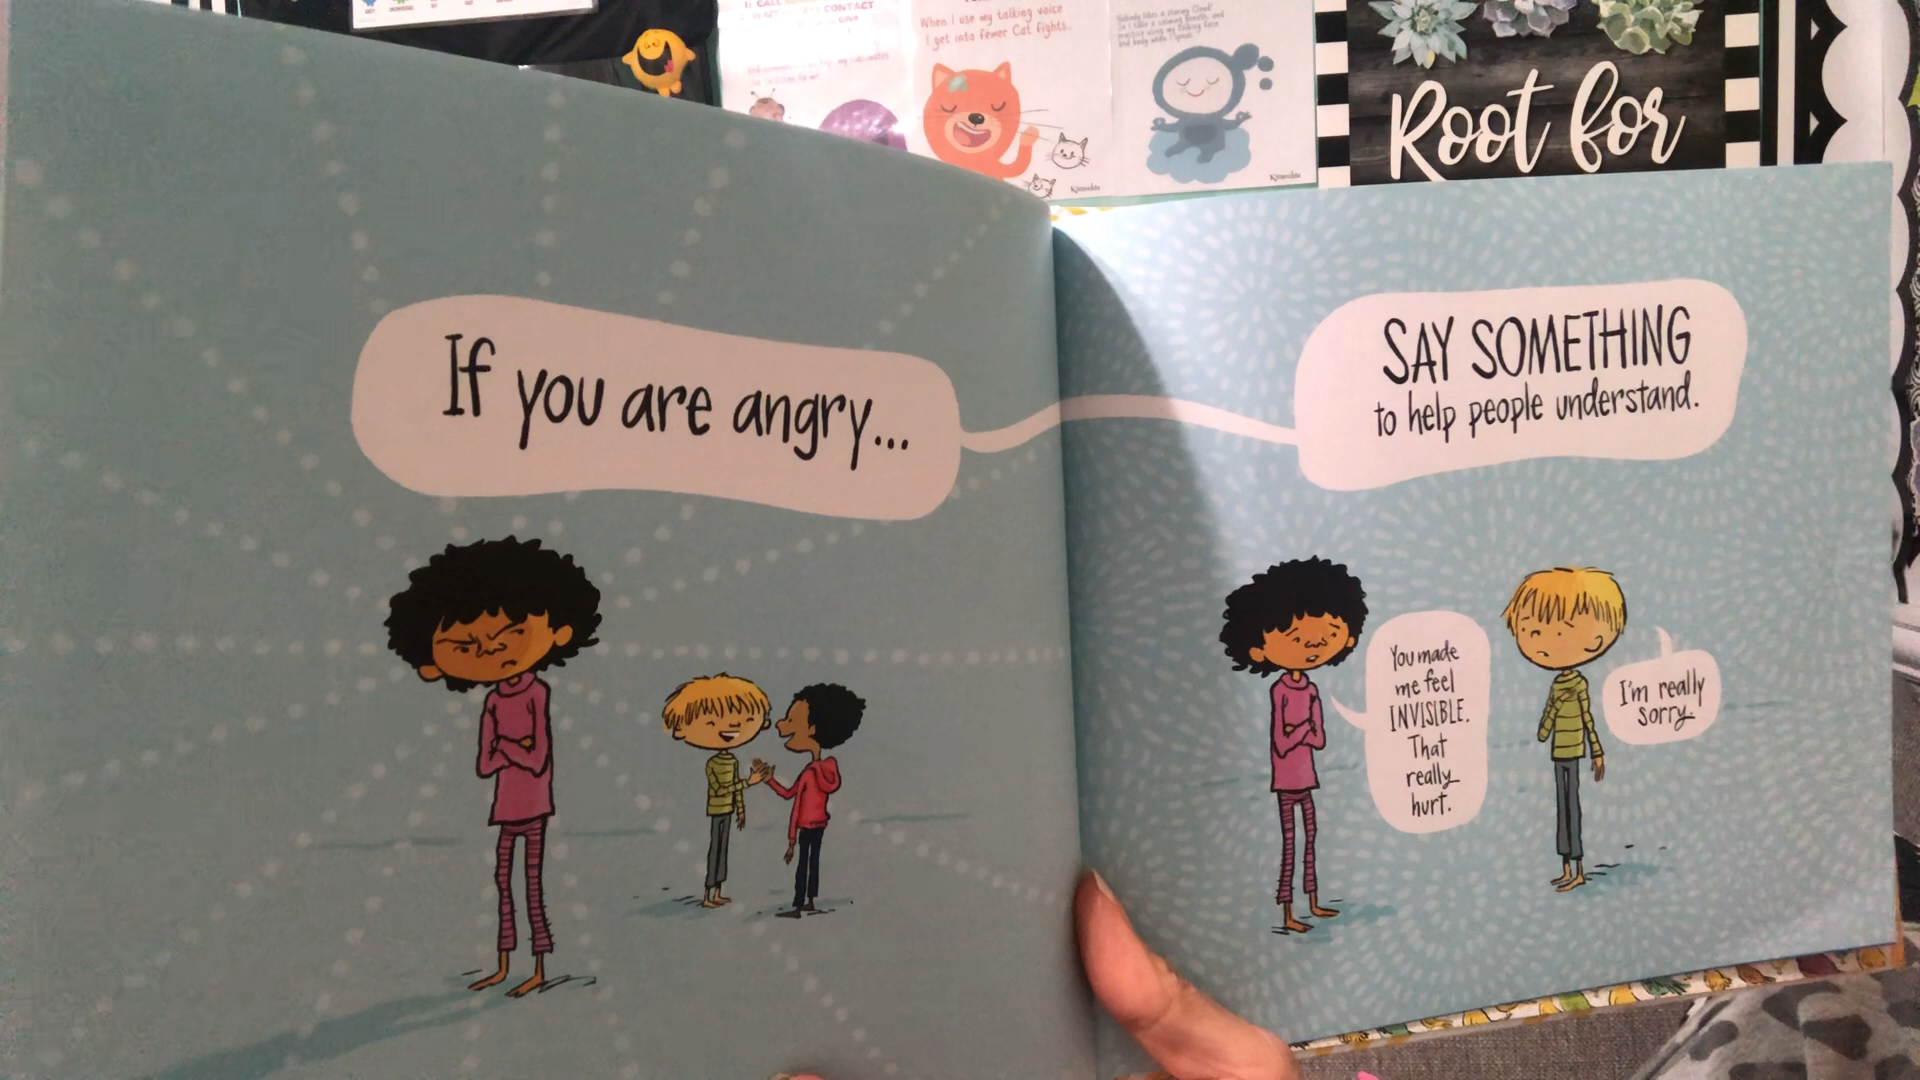 CONTACT
When I use my talking voice
I get into fewer Cat fights..
Root for
If you are angry...
SAY SOMETHING
to help people understand.
You made
me feel
INVISIBLE.
That
really
hurt.
I'm really
sorry.